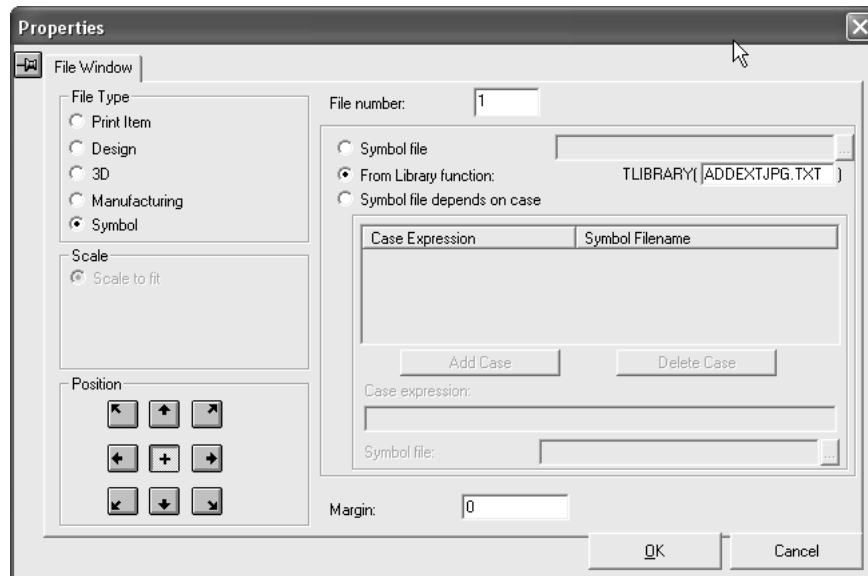 Properties
File Window
File Type
Print Item
Design
3D
Manufacturing
Symbol
Scale
Scale to fit
Position
File number: 1
Symbol file ...
From Library function: TLIBRARY( ADDEXTJPG.TXT )
Symbol file depends on case
Case Expression Symbol Filename
Add Case Delete Case
Case expression:
Symbol file: ...
Margin: 0
OK Cancel